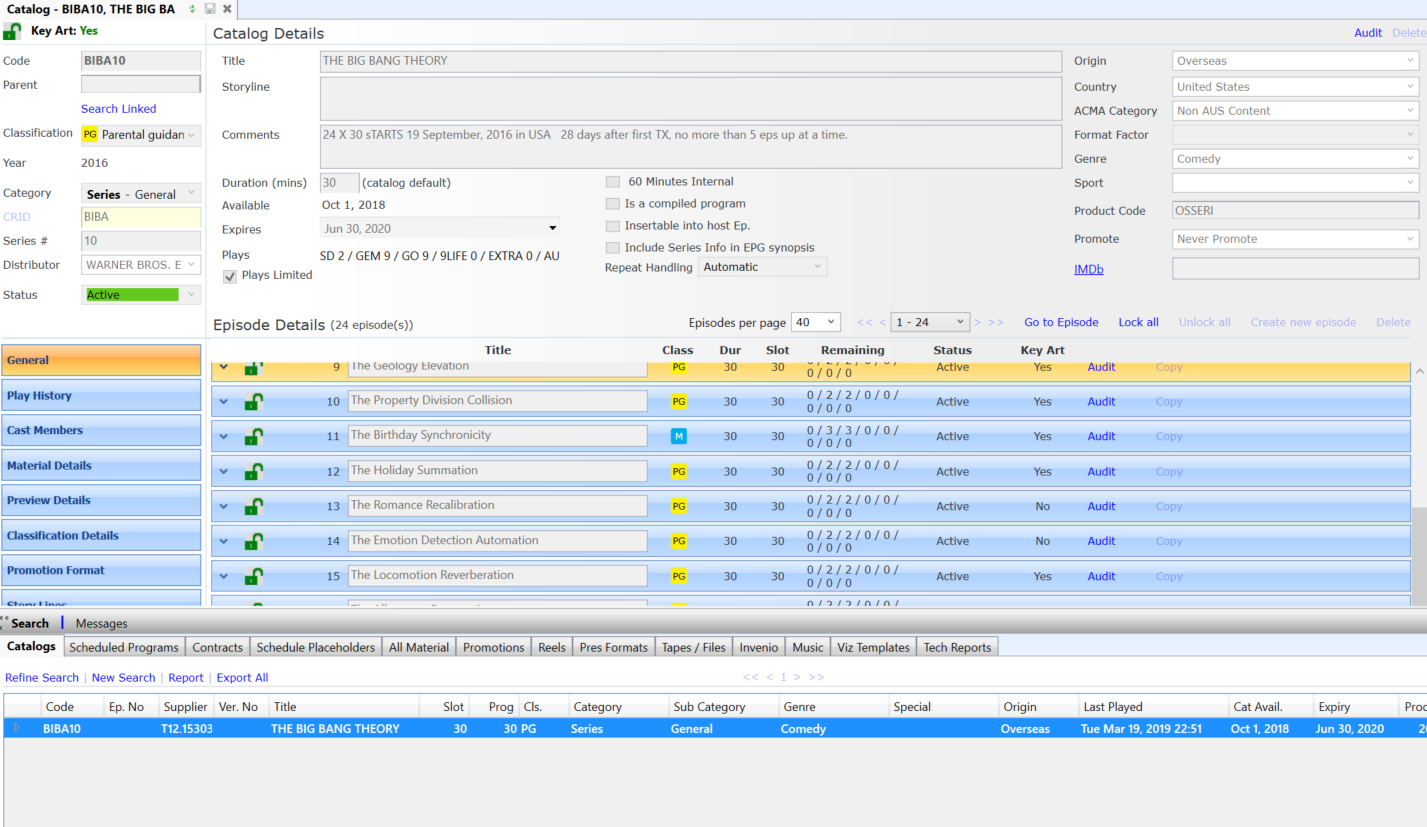 Catalog - BIBA10, THE BIG BA
Key Art: Yes
Catalog Details
Audit Delete
Code BIBA10
Parent
Search Linked
Classification PG Parental guidan
Year 2016
Category Series - General
CRID BIBA
Series # 10
Distributor WARNER BROS. E
Status Active
Title THE BIG BANG THEORY
Storyline
Comments 24 X 30 sTARTS 19 September, 2016 in USA 28 days after first TX, no more than 5 eps up at a time.
Duration (mins) 30 (catalog default)
Available Oct 1, 2018
Expires Jun 30, 2020
Plays SD 2 / GEM 9 / GO 9 / 9LIFE 0 / EXTRA 0 / AU
Plays Limited
60 Minutes Internal
Is a compiled program
Insertable into host Ep.
Include Series Info in EPG synopsis
Repeat Handling Automatic
Origin Overseas
Country United States
ACMA Category Non AUS Content
Format Factor
Genre Comedy
Sport
Product Code OSSERI
Promote Never Promote
IMDb
Episode Details (24 episode(s))
Episodes per page 40 << < 1 - 24 > >> Go to Episode Lock all Unlock all Create new episode Delete
Title Class Dur Slot Remaining Status Key Art
9 The Geology Elevation PG 30 30 0 / 2 / 2 / 0 / 0 / 0 / 0 / 0 Active Yes Audit Copy
10 The Property Division Collision PG 30 30 0 / 2 / 2 / 0 / 0 / 0 / 0 / 0 Active Yes Audit Copy
11 The Birthday Synchronicity M 30 30 0 / 3 / 3 / 0 / 0 / 0 / 0 / 0 Active Yes Audit Copy
12 The Holiday Summation PG 30 30 0 / 2 / 2 / 0 / 0 / 0 / 0 / 0 Active Yes Audit Copy
13 The Romance Recalibration PG 30 30 0 / 2 / 2 / 0 / 0 / 0 / 0 / 0 Active No Audit Copy
14 The Emotion Detection Automation PG 30 30 0 / 2 / 2 / 0 / 0 / 0 / 0 / 0 Active No Audit Copy
15 The Locomotion Reverberation PG 30 30 0 / 2 / 2 / 0 / 0 / 0 / 0 / 0 Active Yes Audit Copy
0 / 2 / 2 / 0 / 0 /
General
Play History
Cast Members
Material Details
Preview Details
Classification Details
Promotion Format
Story Lines
Search Messages
Catalogs Scheduled Programs Contracts Schedule Placeholders All Material Promotions Reels Pres Formats Tapes / Files Invenio Music Viz Templates Tech Reports
Refine Search | New Search | Report | Export All << < 1 > >>
Code Ep. No Supplier Ver. No Title Slot Prog Cls. Category Sub Category Genre Special Origin Last Played Cat Avail. Expiry
BIBA10 T12.15303 THE BIG BANG THEORY 30 30 PG Series General Comedy Overseas Tue Mar 19, 2019 22:51 Oct 1, 2018 Jun 30, 2020